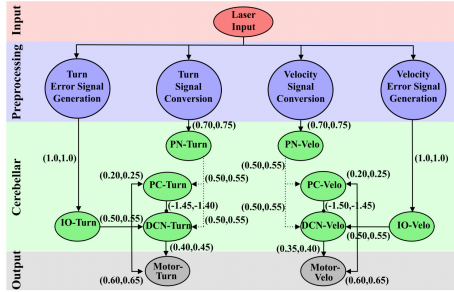 Input
Laser
Input
Preprocessing
Turn
Error Signal
Generation
Turn
Signal
Conversion
Velocity
Signal
Conversion
Velocity
Error Signal
Generation
(0.70,0.75)
(0.70,0.75)
Cerebellar
PN-Turn
PN-Velo
(1.0,1.0)
(0.50,0.55)
(1.0,1.0)
(0.20,0.25)
(0.50,0.55)
(0.20,0.25)
PC-Turn
PC-Velo
(-1.45,-1.40)
(-1.50,-1.45)
IO-Turn
(0.50,0.55)
DCN-Turn
(0.50,0.55)
(0.50,0.55)
DCN-Velo
(0.50,0.55)
IO-Velo
(0.40,0.45)
(0.35,0.40)
Output
Motor-
Turn
Motor-
Velo
(0.60,0.65)
(0.60,0.65)